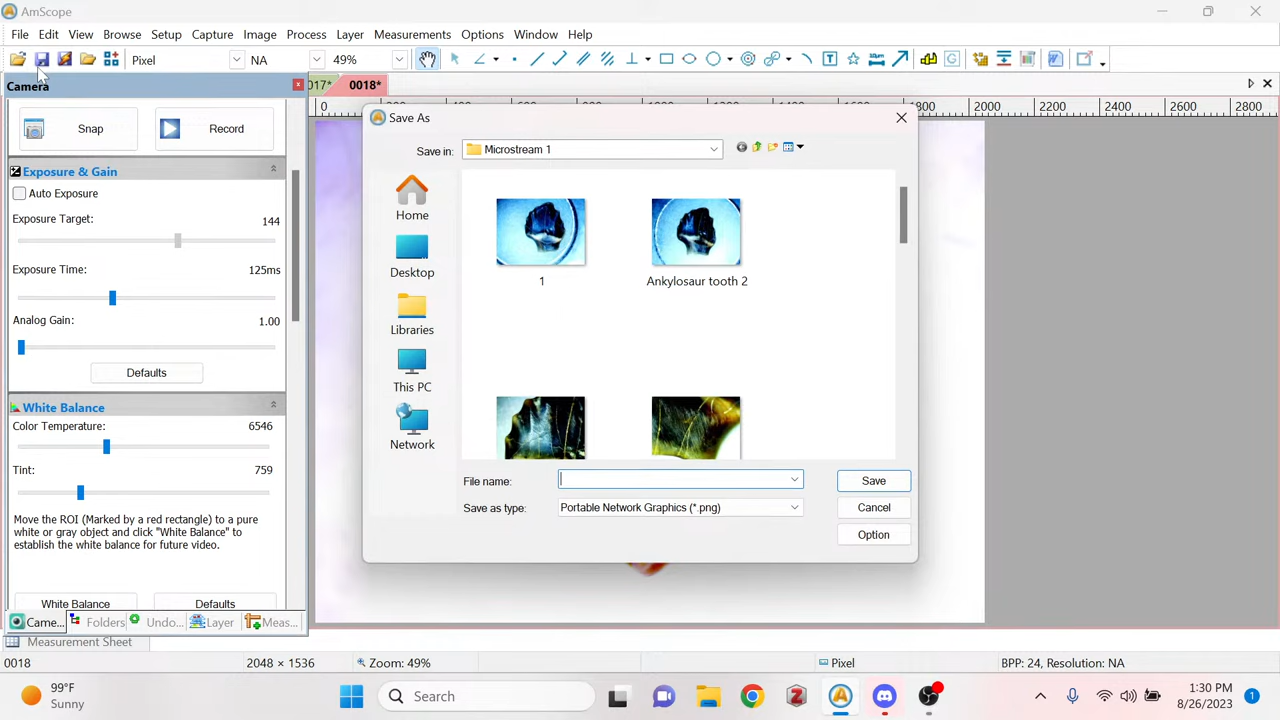 AmScope
File Edit View Browse Setup Capture Image Process Layer Measurements Options Window Help
Pixel NA 49%
Camera
017* 0018*
Snap Record
Exposure & Gain
Auto Exposure
Exposure Target: 144
Exposure Time: 125ms
Analog Gain: 1.00
Defaults
White Balance
Color Temperature: 6546
Tint: 759
Move the ROI (Marked by a red rectangle) to a pure
white or gray object and click "White Balance" to
establish the white balance for future video.
White Balance Defaults
Came... Folders Undo... Layer Meas...
Measurement Sheet
0 1800 2000 2200 2400 2600 2800
Save As
Save in: Microstream 1
Home
Desktop
Libraries
This PC
Network
1 Ankylosaur tooth 2
File name: Save
Save as type: Portable Network Graphics (*.png) Cancel
Option
0018 2048 × 1536 Zoom: 49% Pixel BPP: 24, Resolution: NA
99°F
Sunny
Search
1:30 PM
8/26/2023
1